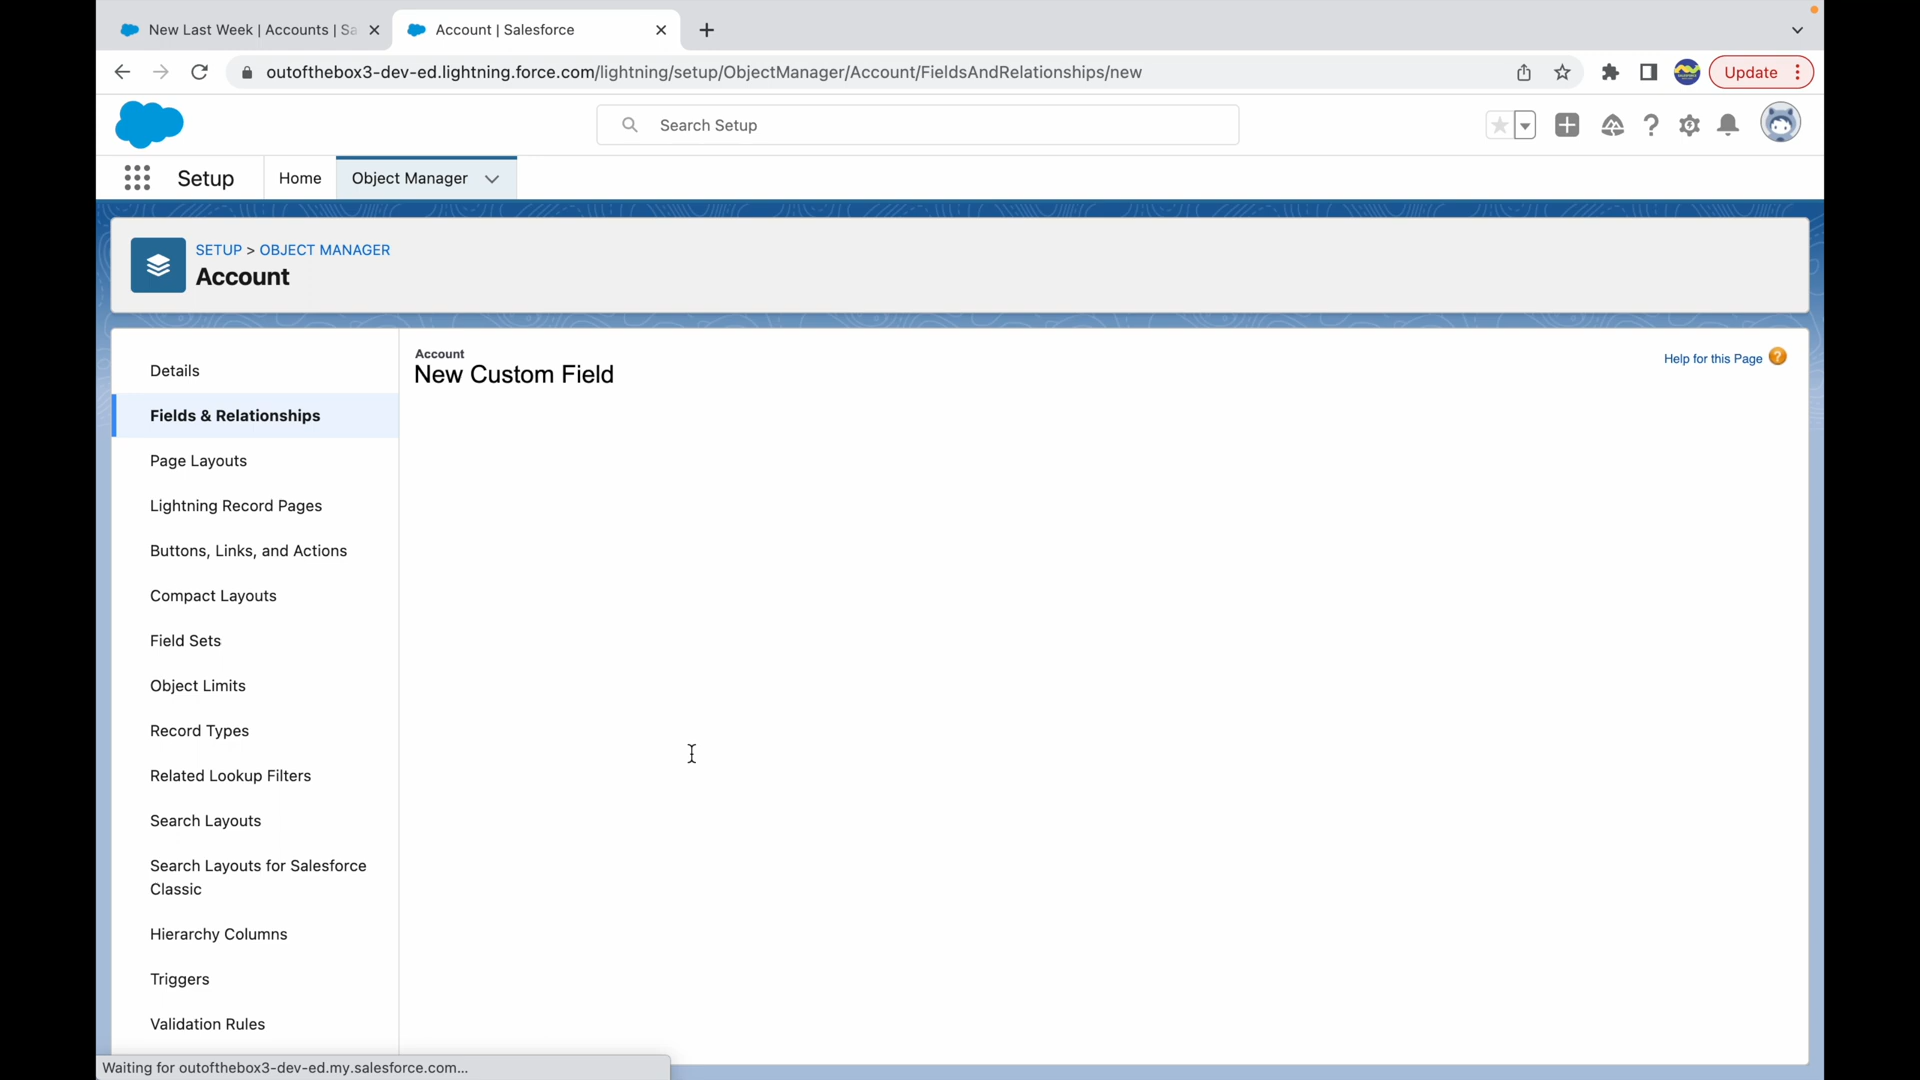 New Last Week | Accounts | Sa
Account | Salesforce
outofthebox3-dev-ed.lightning.force.com/lightning/setup/ObjectManager/Account/FieldsAndRelationships/new
Update
Search Setup
Setup
Home
Object Manager
SETUP > OBJECT MANAGER
Account
Details
Fields & Relationships
Page Layouts
Lightning Record Pages
Buttons, Links, and Actions
Compact Layouts
Field Sets
Object Limits
Record Types
Related Lookup Filters
Search Layouts
Search Layouts for Salesforce
Classic
Hierarchy Columns
Triggers
Validation Rules
Account
New Custom Field
Help for this Page
Waiting for outofthebox3-dev-ed.my.salesforce.com...